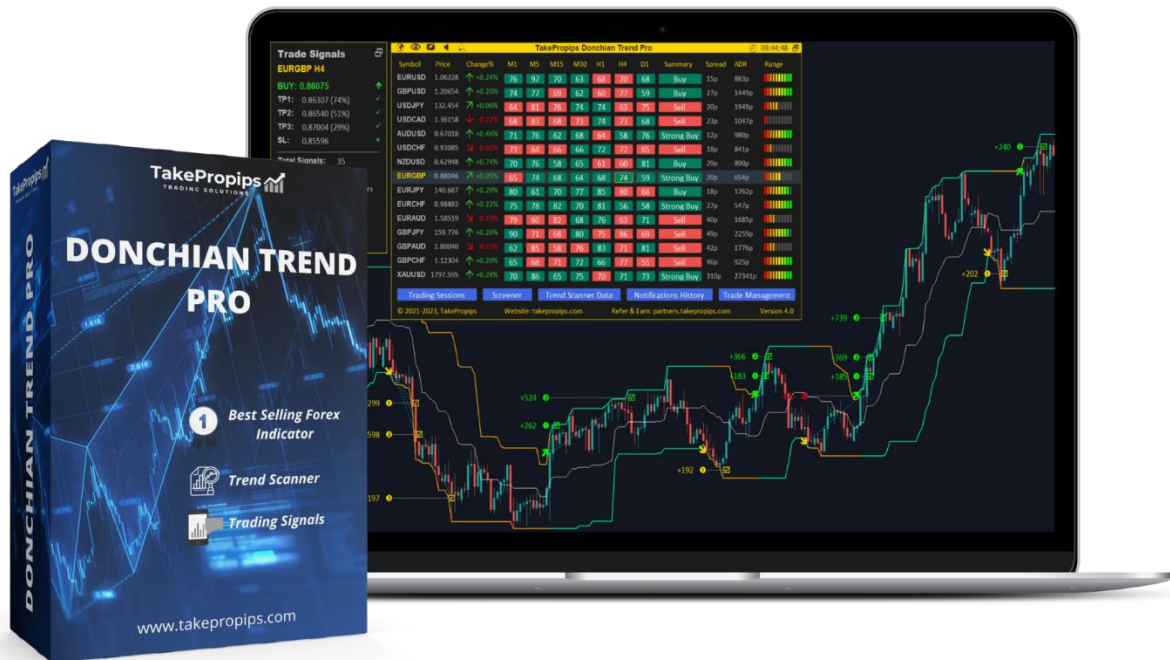 Trade Signals
EURGBP H4
BUY: 0.86075
TP1: 0.86307 (74%)
TP2: 0.86540 (51%)
TP3: 0.87004 (29%)
SL: 0.85596
Total Signals: 35
TakePropips Donchian Trend Pro
09:44:48
Symbol Price Change% M1 M5 M15 M30 H1 H4 D1 Summary Spread ADR Range
EURUSD 1.06228 +0.24% 76 97 70 63 68 70 68 Buy 15p 883p
GBPUSD 1.20654 +0.20% 74 77 69 62 60 77 59 Buy 27p 1449p
USDJPY 132.454 +0.06% 64 81 76 74 74 63 75 Sell 20p 1949p
USDCAD 1.36158 -0.22% 68 83 68 73 74 73 68 Sell 23p 1047p
AUDUSD 0.67018 +0.46% 71 76 62 68 64 58 76 Strong Buy 12p 980p
USDCHF 0.93085 -0.01% 73 64 66 66 73 75 65 Sell 18p 841p
NZDUSD 0.62948 +0.74% 70 76 58 65 61 60 81 Buy 29p 890p
EURGBP 0.88046 +0.05% 65 74 68 64 68 74 59 Strong Buy 20p 654p
EURJPY 140.687 +0.29% 80 61 70 77 85 80 66 Buy 18p 1762p
EURCHF 0.98882 +0.22% 75 78 82 70 81 56 58 Strong Buy 27p 547p
EURAUD 1.58519 79 60 82 68 76 63 71 Sell 40p 1685p
GBPJPY 159.776 +0.26% 90 71 68 80 75 86 69 Sell 49p 2259p
GBPAUD 1.80040 62 85 58 76 83 71 81 Sell 42p 1776p
GBPCHF 1.12304 +0.20% 65 68 71 72 66 77 55 Sell 46p 925p
XAUUSD 1797.595 +0.28% 70 86 65 75 70 71 73 Strong Buy 310p 27341p
Trading Sessions Screener Trend Scanner Data Notifications History Trade Management
© 2021-2023, TakePropips Website: takepropips.com Refer & Earn: partners.takepropips.com Version 4.0
+240
+202
+739
+366
+369
+183
+185
+524
+262
+192
299
598
197
TakePropips
TRADING SOLUTIONS
DONCHIAN TREND
PRO
1
Best Selling Forex
Indicator
Trend Scanner
Trading Signals
www.takepropips.com
TakePropips
DONCHIAN TREND PRO
1.618
2.618